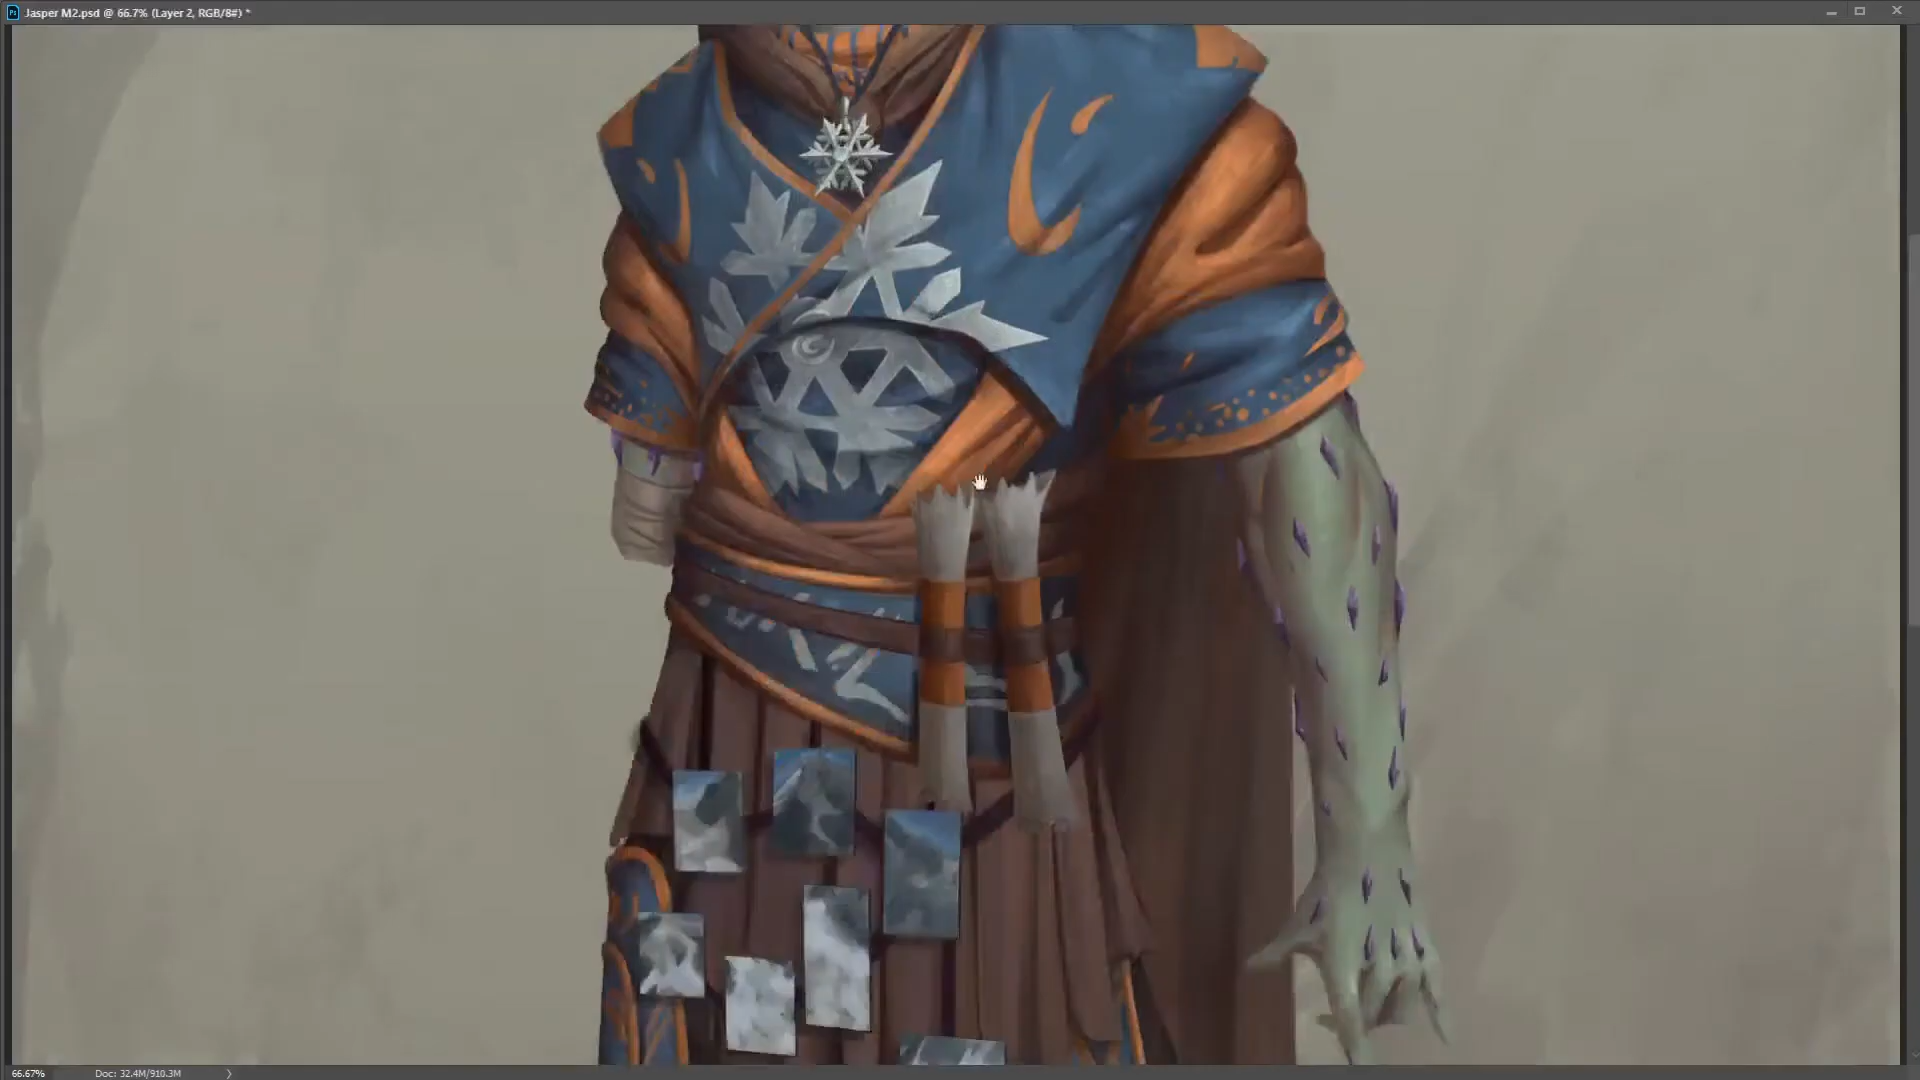 Jasper M2.psd @ 66.7% (Layer 2, RGB/8#) *
66.67%
Doc: 32.4M/910.3M